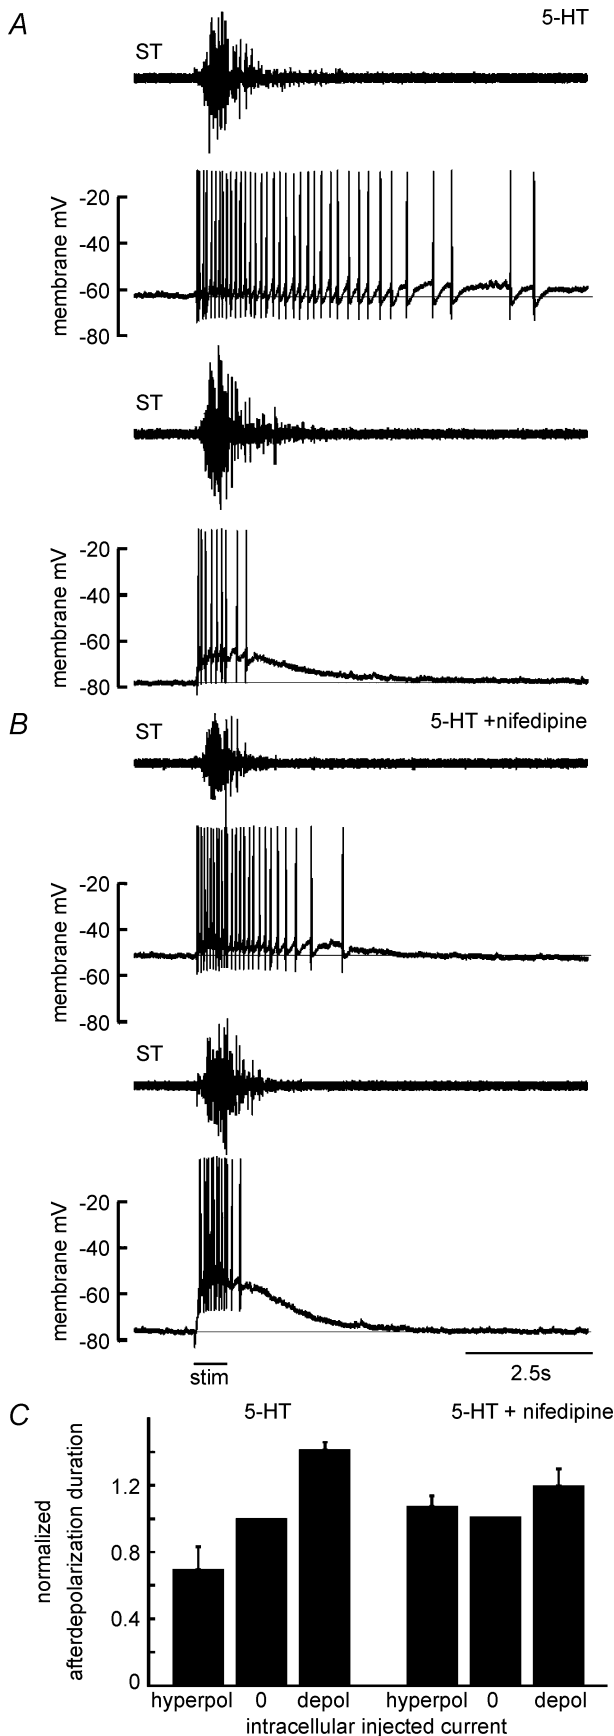 A
5-HT
ST
membrane mV
-20
-40
-60
-80
ST
membrane mV
-20
-40
-60
-80
B
5-HT +nifedipine
ST
membrane mV
-20
-40
-60
-80
ST
membrane mV
-20
-40
-60
-80
stim
2.5s
C
5-HT
5-HT + nifedipine
normalized
afterdepolarization duration
1.2
0.8
0.4
0
hyperpol 0 depol hyperpol 0 depol
intracellular injected current